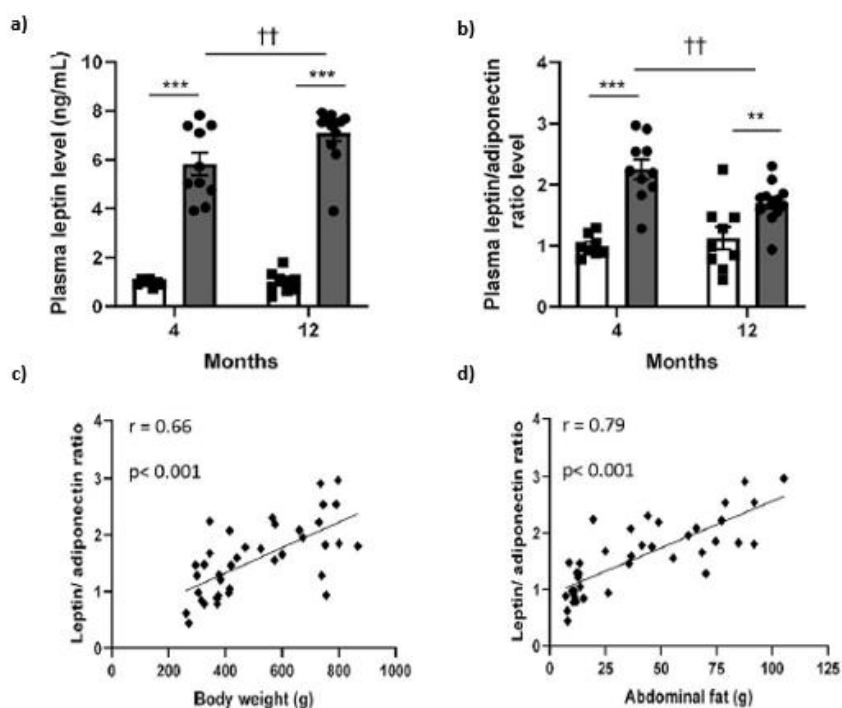 a)
††
***
***
Plasma leptin level (ng/mL)
10
8
6
4
2
0
4
12
Months
b)
††
***
**
Plasma leptin/adiponectin
ratio level
4
3
2
1
0
4
12
Months
c)
r = 0.66
p< 0.001
Leptin/ adiponectin ratio
4
3
2
1
0
0 200 400 600 800 1000
Body weight (g)
d)
r = 0.79
p< 0.001
Leptin/ adiponectin ratio
4
3
2
1
0
0 25 50 75 100 125
Abdominal fat (g)